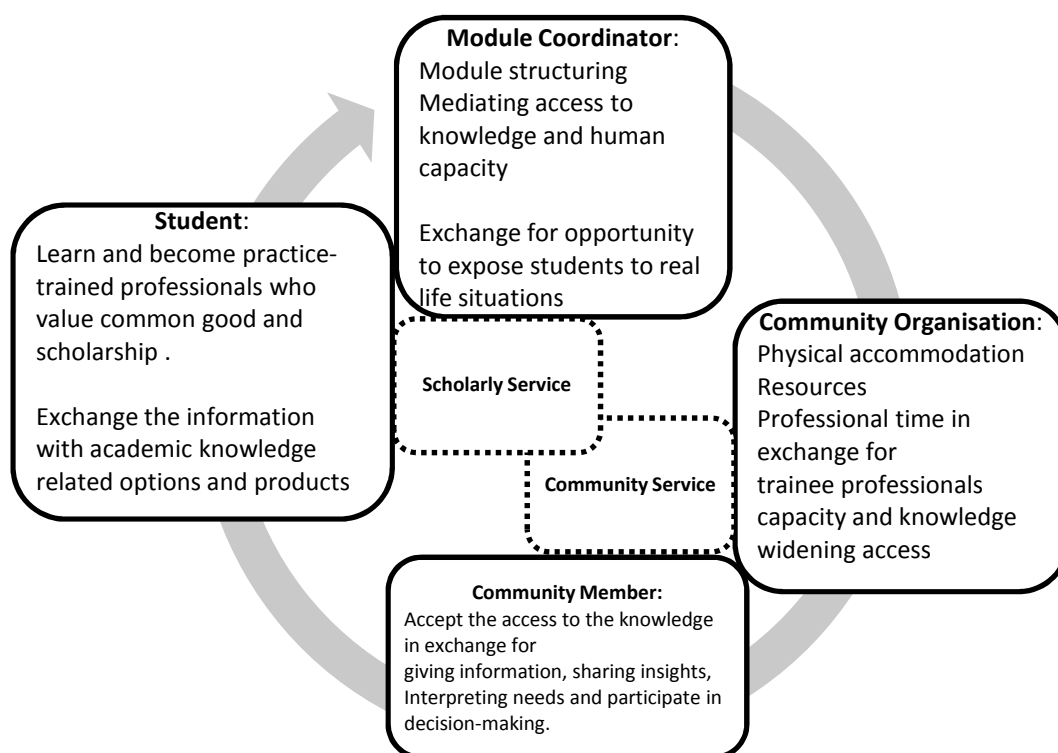 Module Coordinator:
Module structuring
Mediating access to
knowledge and human
capacity
Exchange for opportunity
to expose students to real
life situations
Student:
Learn and become practice-
trained professionals who
value common good and
scholarship .
Exchange the information
with academic knowledge
related options and products
Scholarly Service
Community Service
Community Organisation:
Physical accommodation
Resources
Professional time in
exchange for
trainee professionals
capacity and knowledge
widening access
Community Member:
Accept the access to the knowledge
in exchange for
giving information, sharing insights,
Interpreting needs and participate in
decision-making.